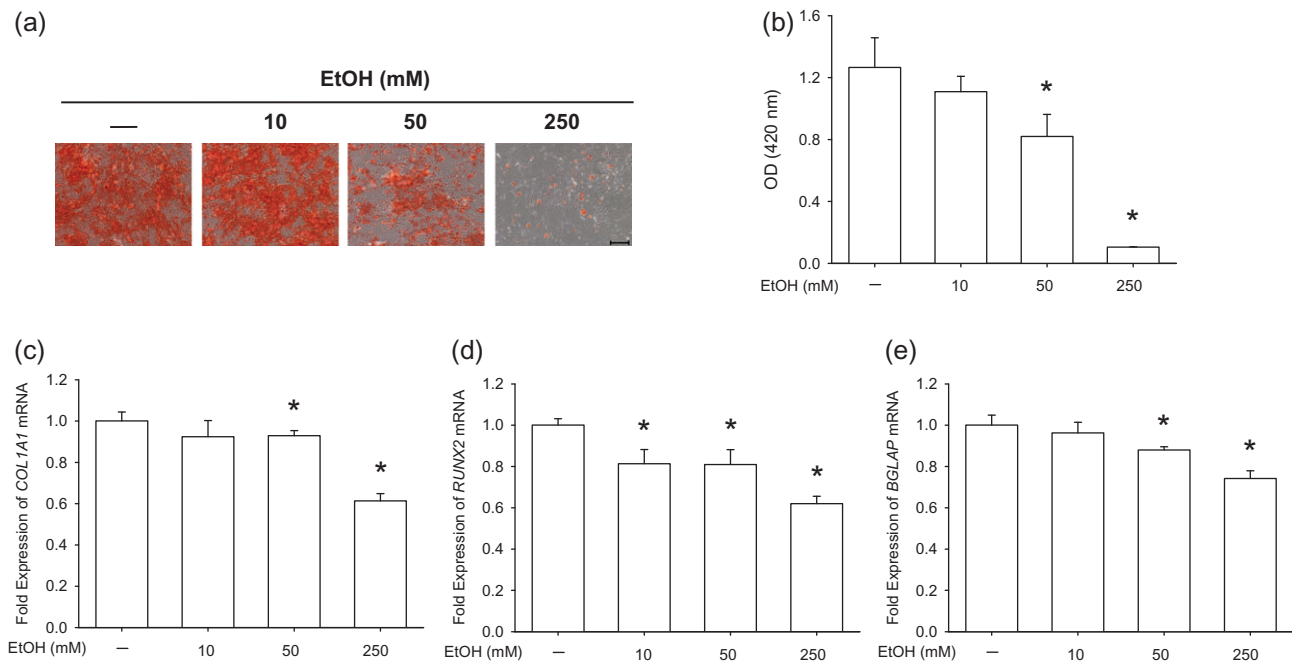 (a)
EtOH (mM)
— 10 50 250
(b)
OD (420 nm)
1.6
1.2
0.8
0.4
0.0
*
*
EtOH (mM) — 10 50 250
(c)
Fold Expression of COL1A1 mRNA
1.2
1.0
0.8
0.6
0.4
0.2
0.0
*
*
EtOH (mM) — 10 50 250
(d)
Fold Expression of RUNX2 mRNA
1.2
1.0
0.8
0.6
0.4
0.2
0.0
*
*
*
EtOH (mM) — 10 50 250
(e)
Fold Expression of BGLAP mRNA
1.2
1.0
0.8
0.6
0.4
0.2
0.0
*
*
EtOH (mM) — 10 50 250